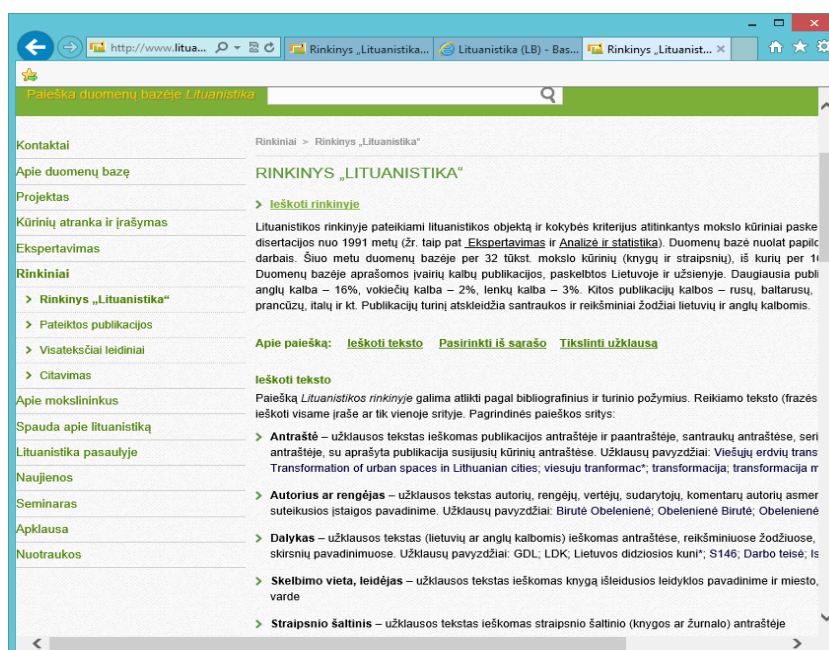 http://www.litua...
Rinkinys „Lituanistika...
Lituanistika (LB) - Bas...
Rinkinys „Lituanist...
Paieška duomenų bazėje Lituanistika
Kontaktai
Apie duomenų bazę
Projektas
Kūrinių atranka ir įrašymas
Ekspertavimas
Rinkiniai
Rinkinys „Lituanistika“
Pateiktos publikacijos
Visateksčiai leidiniai
Citavimas
Apie mokslininkus
Spauda apie lituanistiką
Lituanistika pasaulyje
Naujienos
Seminaras
Apklausa
Nuotraukos
Rinkiniai > Rinkinys „Lituanistika“
RINKINYS „LITUANISTIKA“
Ieškoti rinkinyje
Lituanistikos rinkinyje pateikiami lituanistikos objektą ir kokybės kriterijus atitinkantys mokslo kūriniai paske
disertacijos nuo 1991 metų (žr. taip pat Ekspertavimas ir Analizė ir statistika). Duomenų bazė nuolat papilo
darbais. Šiuo metu duomenų bazėje per 32 tūkst. mokslo kūrinių (knygų ir straipsnių), iš kurių per
Duomenų bazėje aprašomos įvairių kalbų publikacijos, paskelbtos Lietuvoje ir užsienyje. Daugiausia publi
anglų kalba – 16%, vokiečių kalba – 2%, lenkų kalba – 3%. Kitos publikacijų kalbos – rusų, baltarusų,
prancūzų, italų ir kt. Publikacijų turinį atskleidžia santraukos ir reikšminiai žodžiai lietuvių ir anglų kalbomis.
Apie paiešką: Ieškoti teksto Pasirinkti iš sąrašo Tikslinti užklausą
Ieškoti teksto
Paiešką Lituanistikos rinkinyje galima atlikti pagal bibliografinius ir turinio požymius. Reikiamo teksto (frazės
ieškoti visame įraše ar tik vienoje srityje. Pagrindinės paieškos sritys:
Antraštė – užklausos tekstas ieškomas publikacijos antraštėje ir paantraštėje, santraukų antraštėse, seri
antraštėje, su aprašyta publikacija susijusių kūrinių antraštėse. Užklausų pavyzdžiai: Viešųjų erdvių trans
Transformation of urban spaces in Lithuanian cities; viesuju tranformac*; transformacija; transformacija m
Autorius ar rengėjas – užklausos tekstas autorių, rengėjų, vertėjų, sudarytojų, komentarų autorių asmer
suteikusios įstaigos pavadinime. Užklausų pavyzdžiai: Birutė Obelenienė; Obelenienė Birutė; Obelenienė
Dalykas – užklausos tekstas (lietuvių ar anglų kalbomis) ieškomas antraštėse, reikšminiuose žodžiuose,
skirsnių pavadinimuose. Užklausų pavyzdžiai: GDL; LDK; Lietuvos didziosios kuni*; S146; Darbo teisė; Is
Skelbimo vieta, leidėjas – užklausos tekstas ieškomas knygą išleidusios leidyklos pavadinime ir miesto,
varde
Straipsnio šaltinis – užklausos tekstas ieškomas straipsnio šaltinio (knygos ar žurnalo) antraštėje